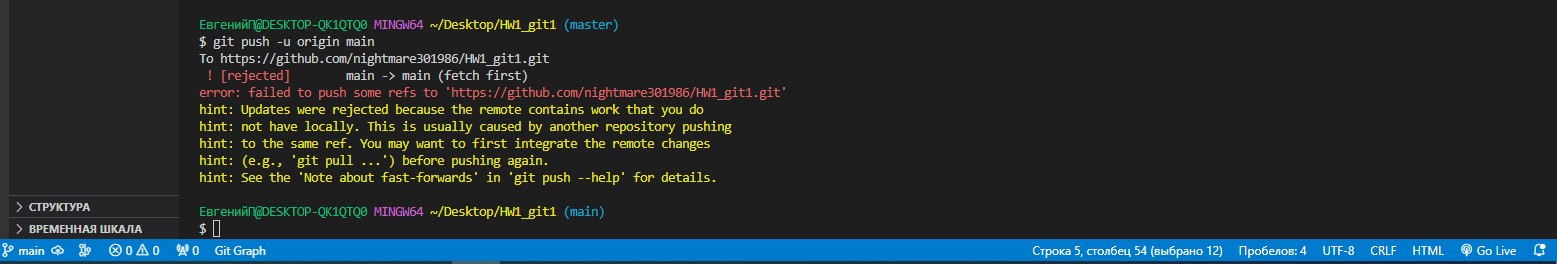 ЕвгенийП@DESKTOP-QK1QTQ0 MINGW64 ~/Desktop/HW1_git1 (master)
$ git push -u origin main
To https://github.com/nightmare301986/HW1_git1.git
! [rejected]        main -> main (fetch first)
error: failed to push some refs to 'https://github.com/nightmare301986/HW1_git1.git'
hint: Updates were rejected because the remote contains work that you do
hint: not have locally. This is usually caused by another repository pushing
hint: to the same ref. You may want to first integrate the remote changes
hint: (e.g., 'git pull ...') before pushing again.
hint: See the 'Note about fast-forwards' in 'git push --help' for details.
ЕвгенийП@DESKTOP-QK1QTQ0 MINGW64 ~/Desktop/HW1_git1 (main)
$
СТРУКТУРА
ВРЕМЕННАЯ ШКАЛА
main 0 0 0 Git Graph Строка 5, столбец 54 (выбрано 12) Пробелов: 4 UTF-8 CRLF HTML Go Live